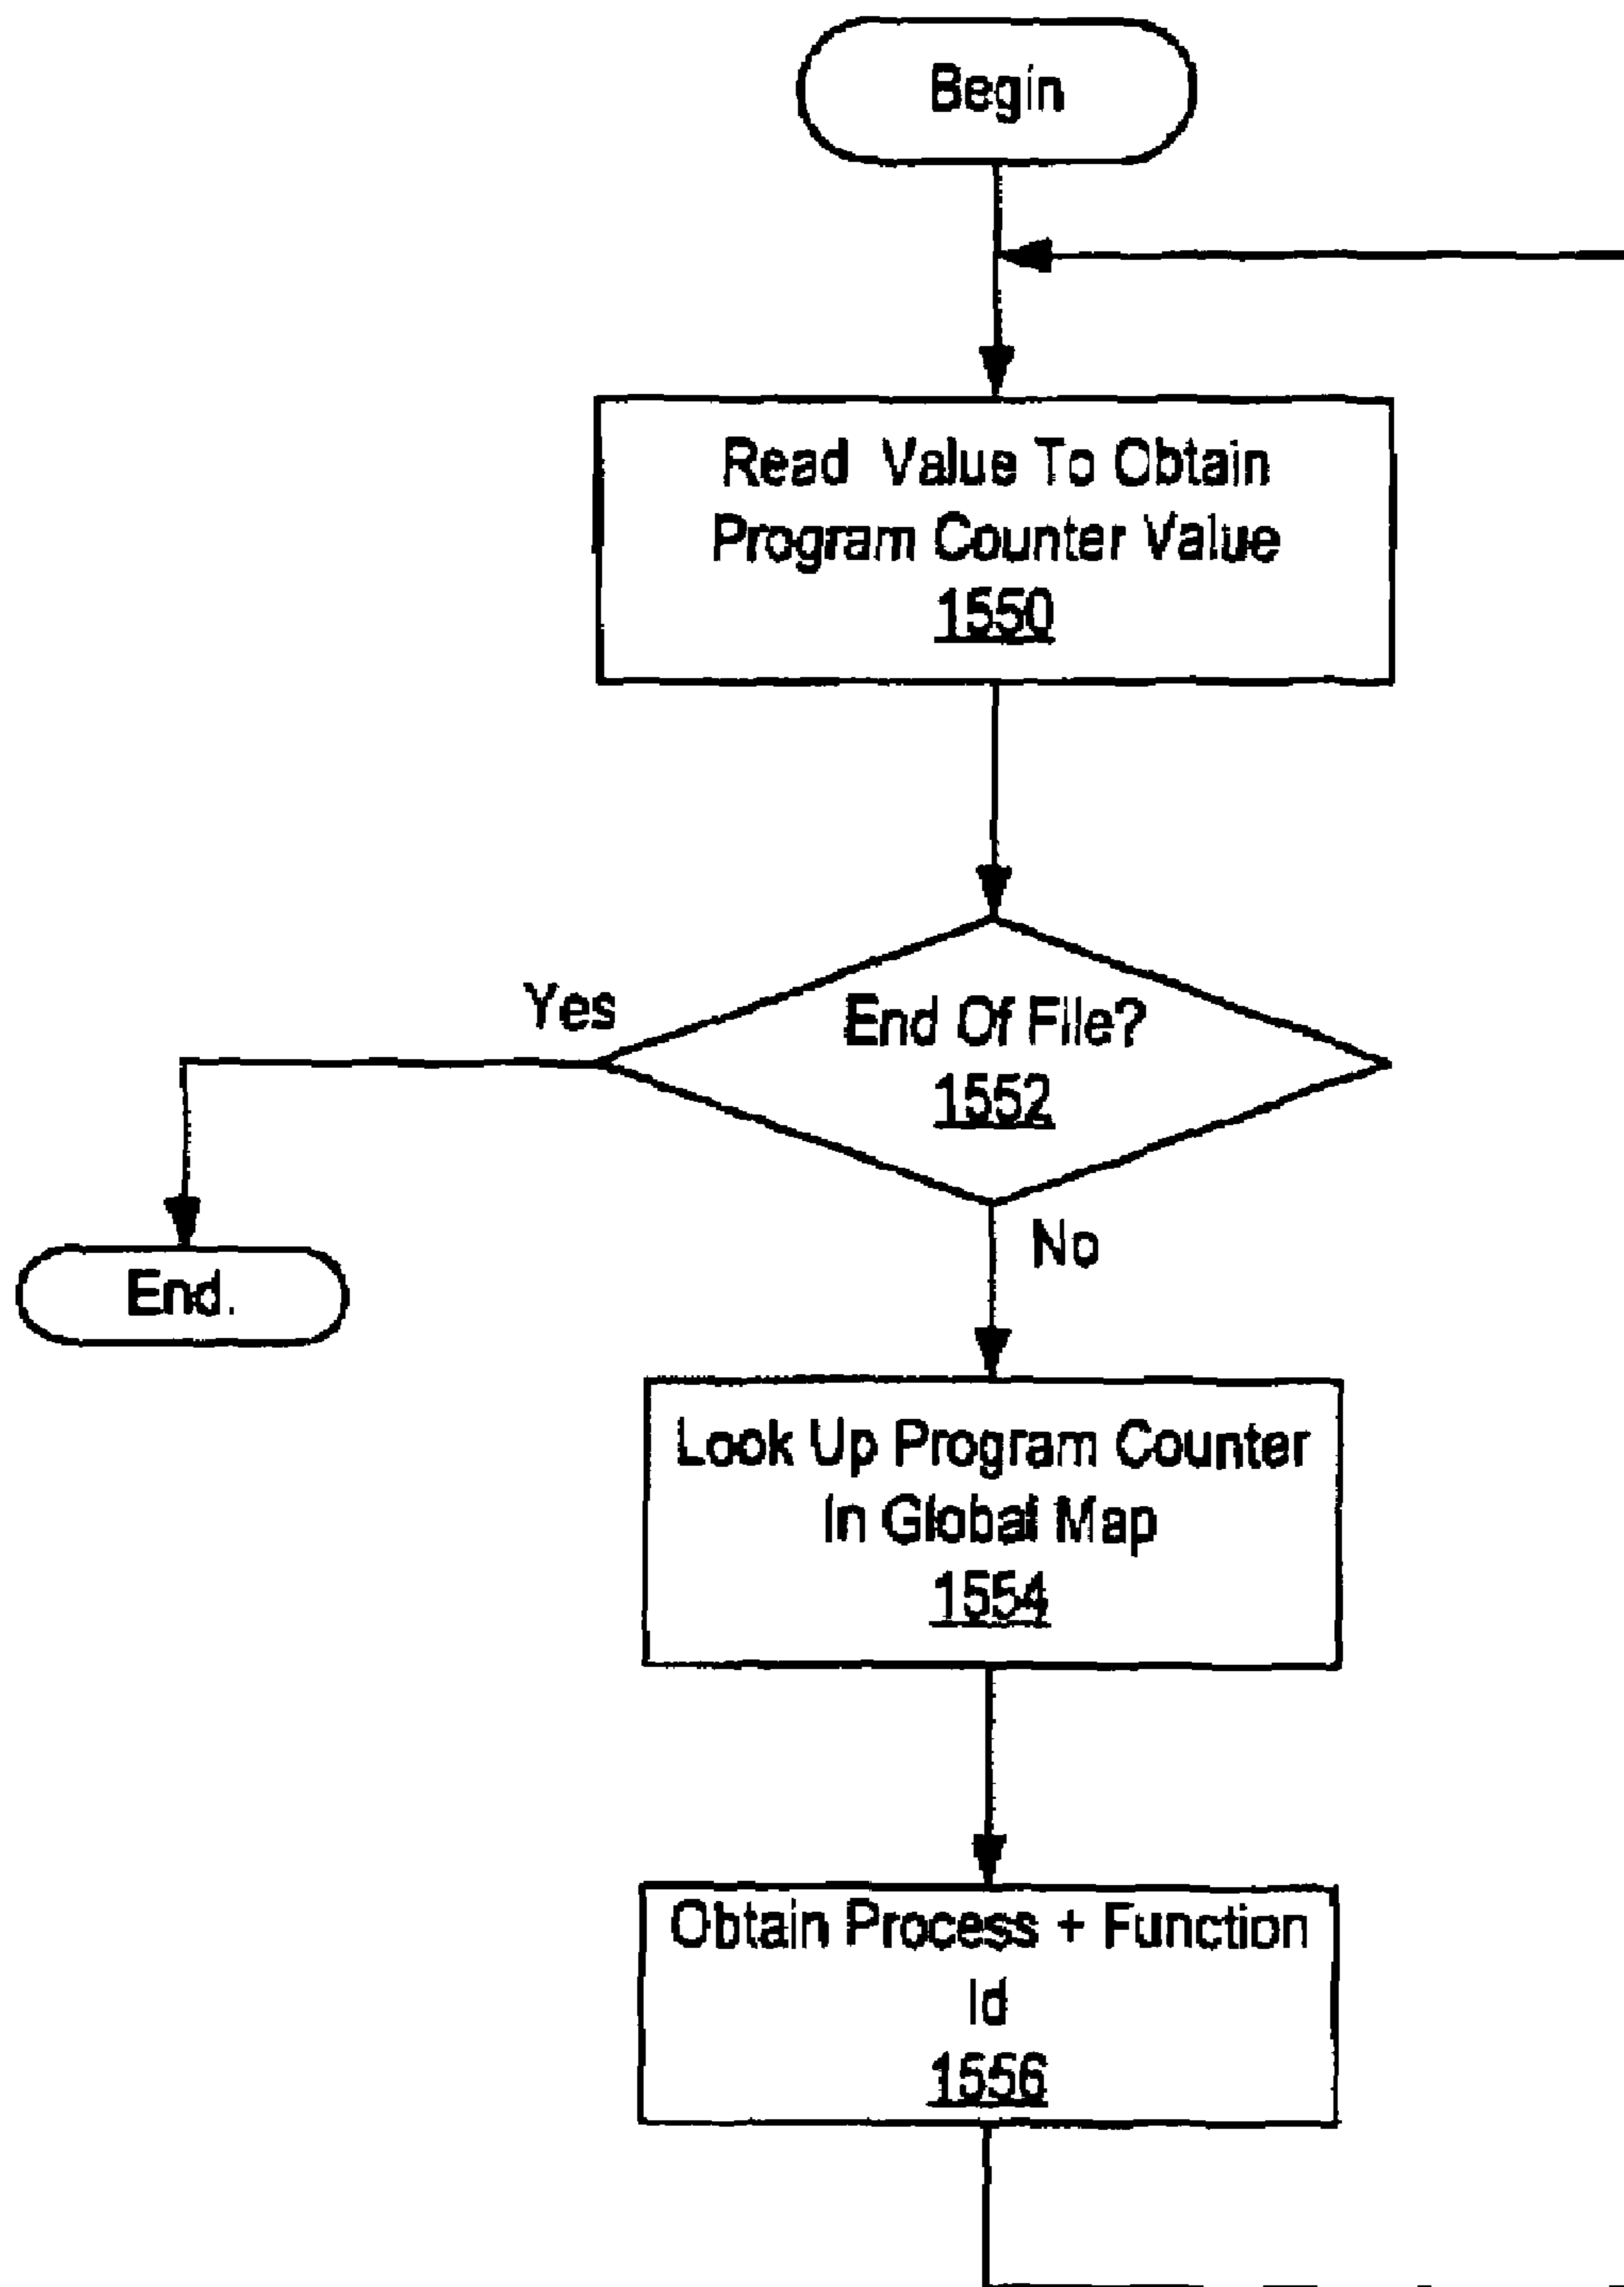 Begin
Read Value To Obtain
Program Counter Value
1550
Yes
End Of File?
1552
No
End.
Look Up Program Counter
In Global Map
1554
Obtain Process + Function
Id
1556